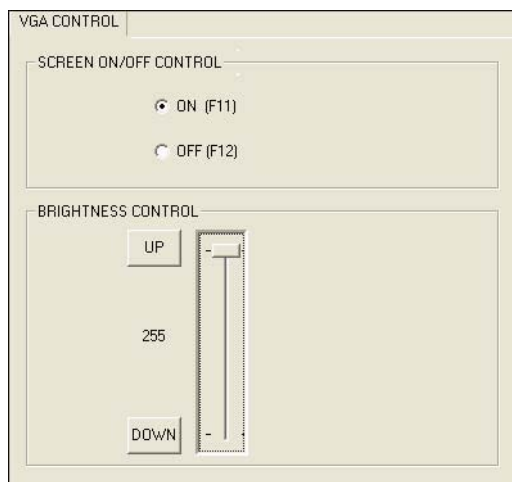 VGA CONTROL
SCREEN ON/OFF CONTROL
ON (F11)
OFF (F12)
BRIGHTNESS CONTROL
UP
255
DOWN